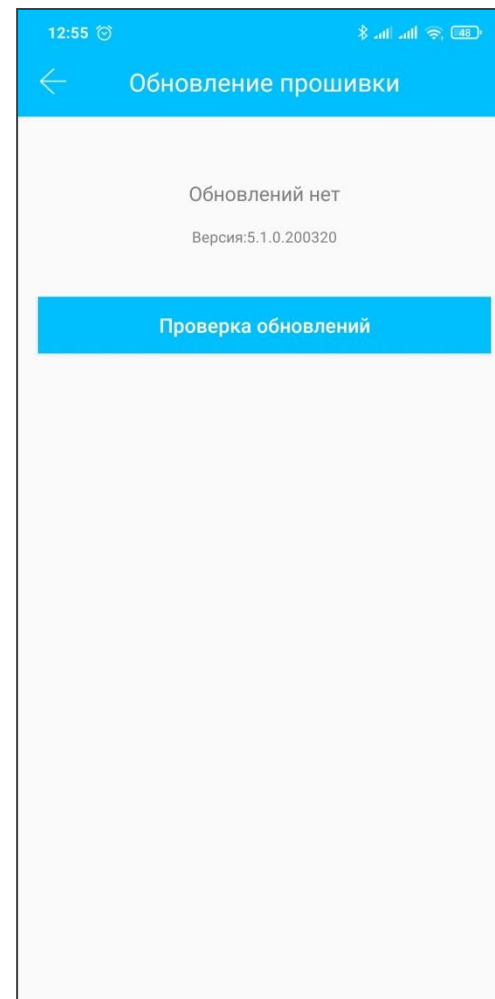 12:55
48
Обновление прошивки
Обновлений нет
Версия:5.1.0.200320
Проверка обновлений